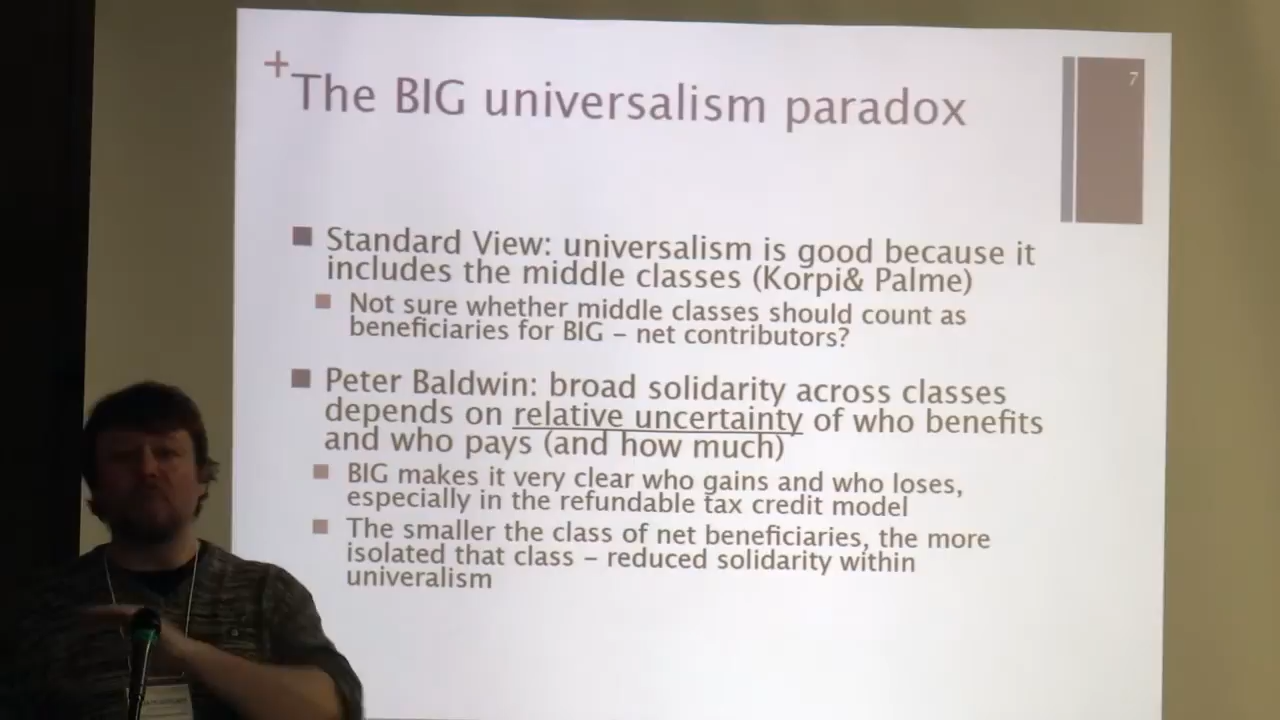 +
The BIG universalism paradox
7
Standard View: universalism is good because it
includes the middle classes (Korpi& Palme)
Not sure whether middle classes should count as
beneficiaries for BIG – net contributors?
Peter Baldwin: broad solidarity across classes
depends on relative uncertainty of who benefits
and who pays (and how much)
BIG makes it very clear who gains and who loses,
especially in the refundable tax credit model
The smaller the class of net beneficiaries, the more
isolated that class – reduced solidarity within
univeralism